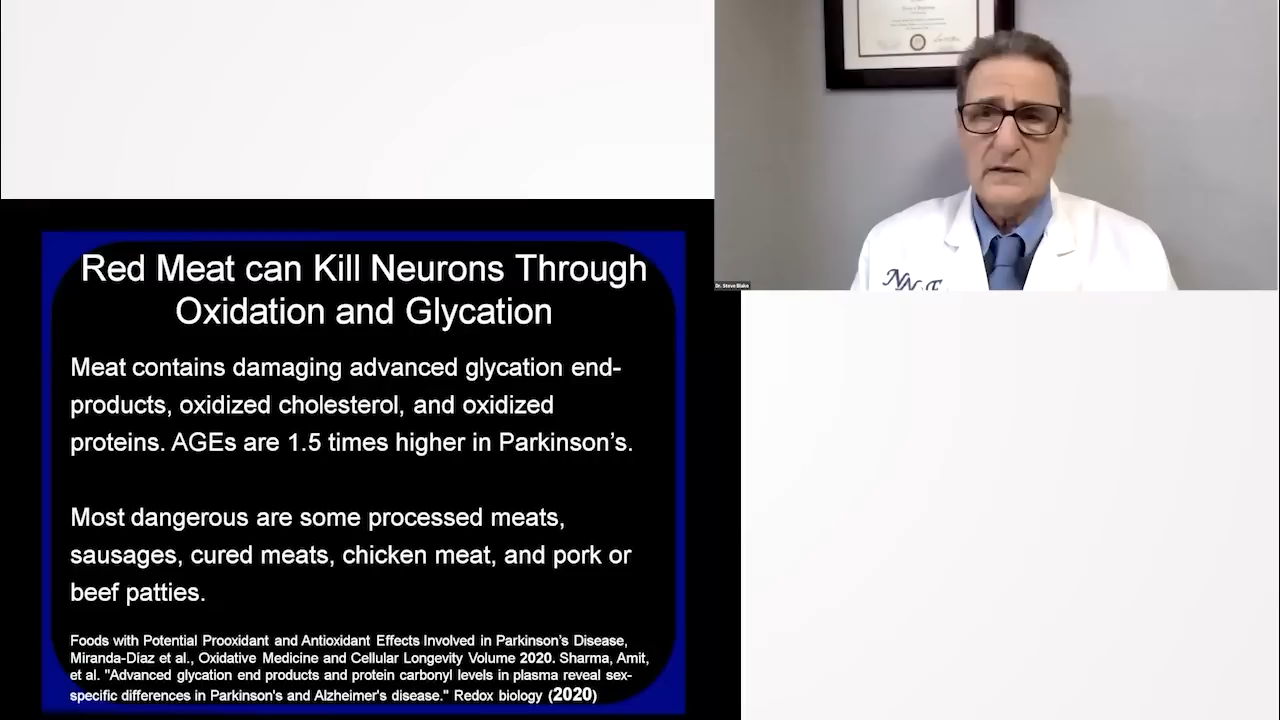 Red Meat can Kill Neurons Through
Oxidation and Glycation
Meat contains damaging advanced glycation end-
products, oxidized cholesterol, and oxidized
proteins. AGEs are 1.5 times higher in Parkinson's.
Most dangerous are some processed meats,
sausages, cured meats, chicken meat, and pork or
beef patties.
Foods with Potential Prooxidant and Antioxidant Effects Involved in Parkinson's Disease,
Miranda-Díaz et al., Oxidative Medicine and Cellular Longevity Volume 2020. Sharma, Amit,
et al. "Advanced glycation end products and protein carbonyl levels in plasma reveal sex-
specific differences in Parkinson's and Alzheimer's disease." Redox biology (2020)
Dr. Steve Blake